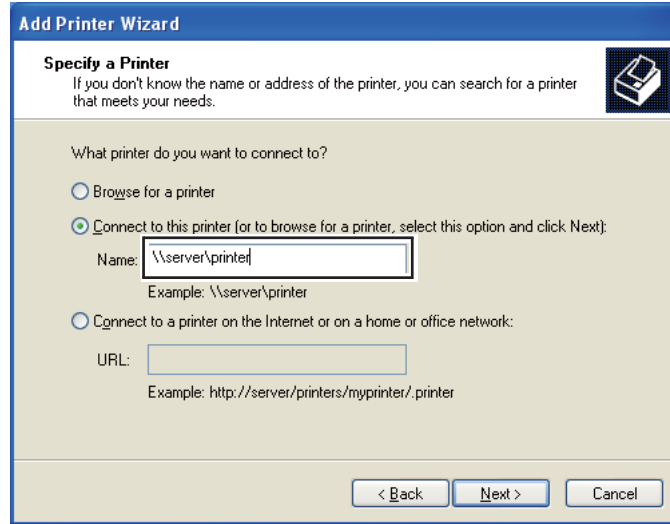 Add Printer Wizard
Specify a Printer
If you don't know the name or address of the printer, you can search for a printer
that meets your needs.
What printer do you want to connect to?
Browse for a printer
Connect to this printer (or to browse for a printer, select this option and click Next):
Name: \\server\printer
Example: \\server\printer
Connect to a printer on the Internet or on a home or office network:
URL:
Example: http://server/printers/myprinter/.printer
< Back Next > Cancel